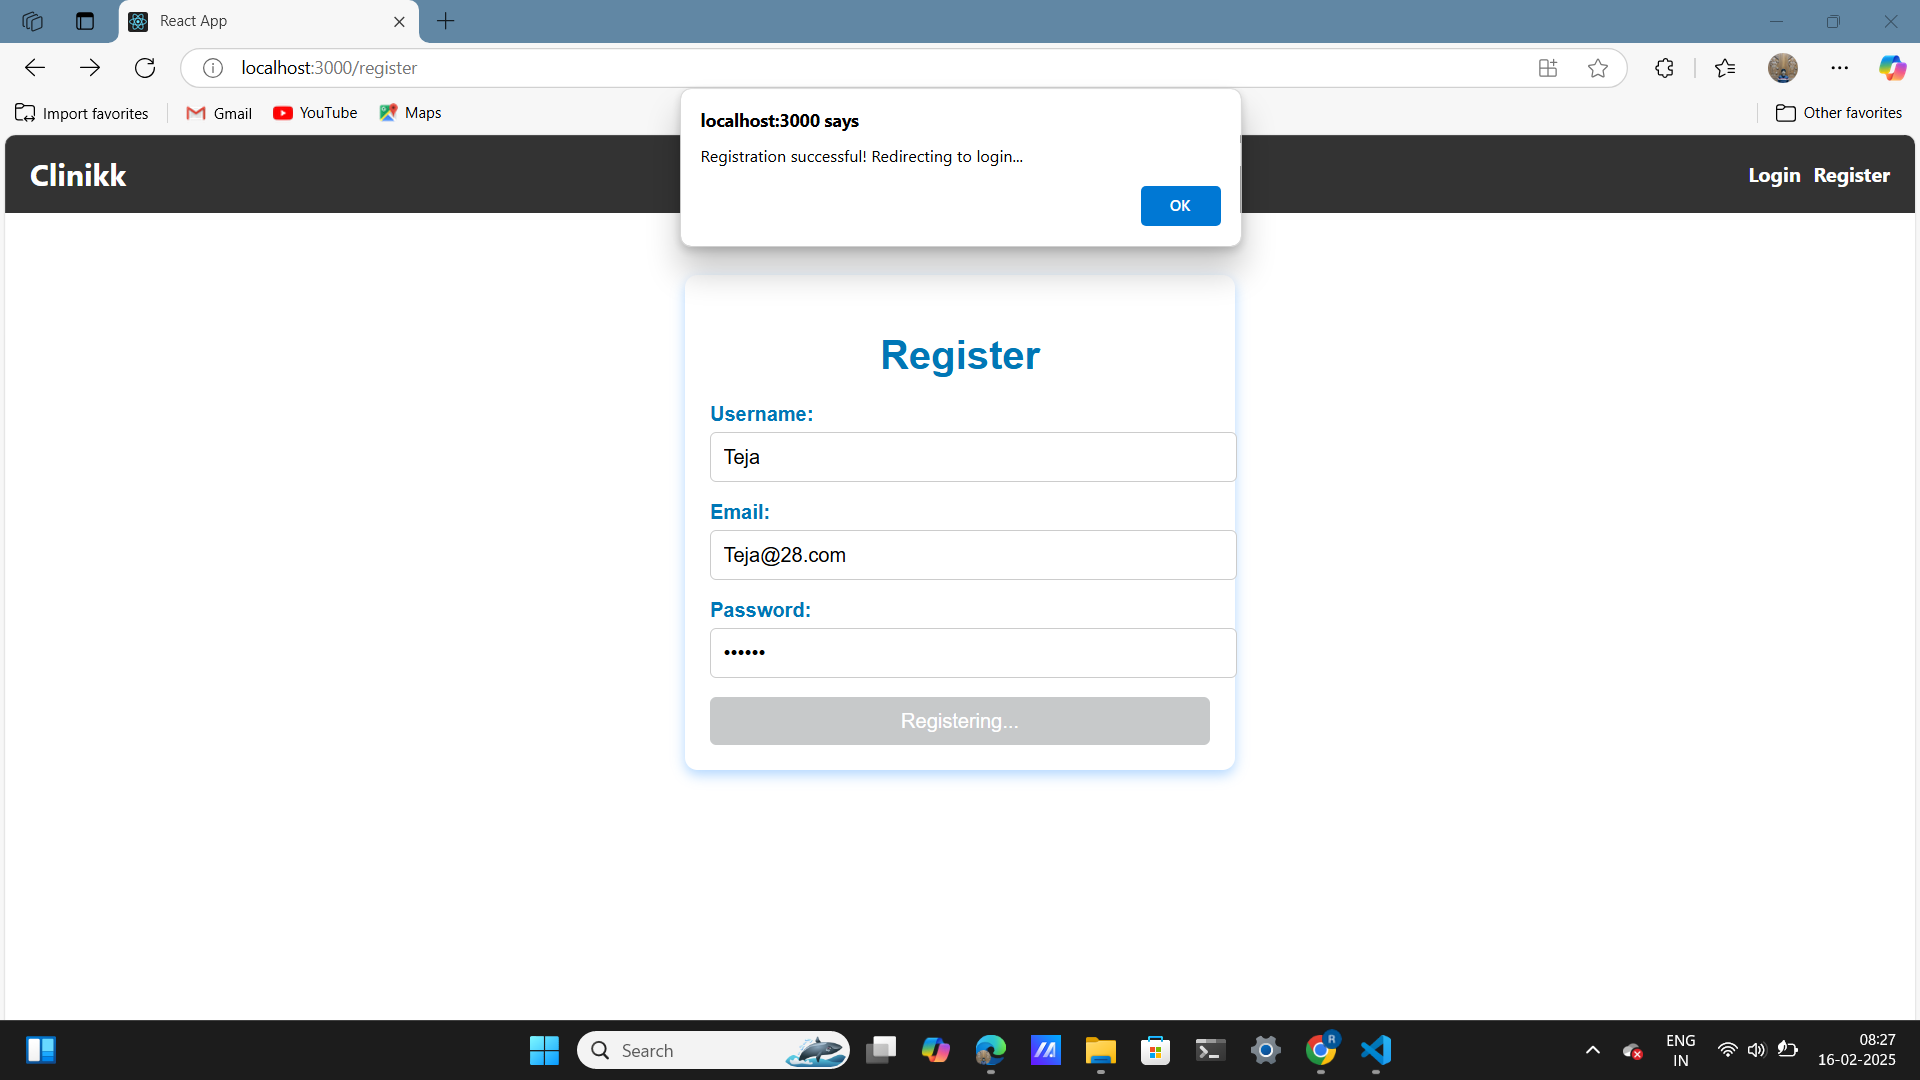 React App
localhost:3000/register
Import favorites
Gmail
YouTube
Maps
Other favorites
localhost:3000 says
Registration successful! Redirecting to login...
OK
Clinikk
Login Register
Register
Username:
Teja
Email:
Teja@28.com
Password:
••••••
Registering...
Search
R
ENG
IN
08:27
16-02-2025